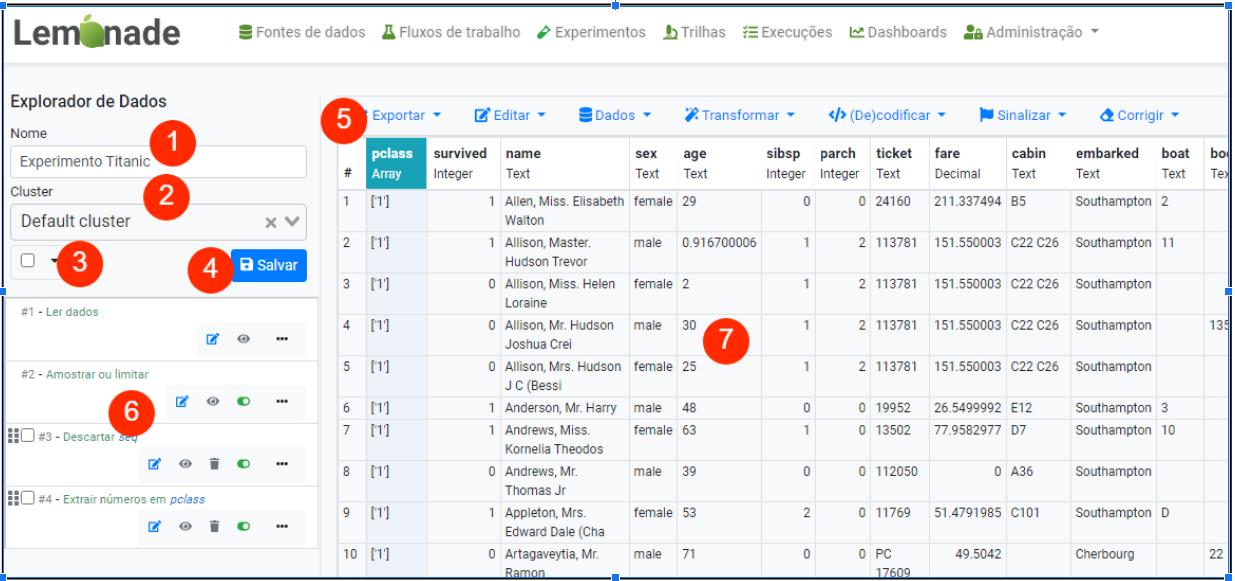 Lemonade Fontes de dados Fluxos de trabalho Experimentos Trilhas Execuções Dashboards Administração
Explorador de Dados
Nome
1
Experimento Titanic
Cluster
2
Default cluster
3
4 Salvar
#1 - Ler dados
#2 - Amostrar ou limitar
6
#3 - Descartar seq
#4 - Extrair números em pclass
5 Exportar Editar Dados Transformar (De)codificar Sinalizar Corrigir
# pclass survived name sex age sibsp parch ticket fare cabin embarked boat
Array Integer Text Text Text Integer Integer Text Decimal Text Text Text
1 ['1'] 1 Allen, Miss. Elisabeth female 29 0 0 24160 211.337494 B5 Southampton 2
Walton
2 ['1'] 1 Allison, Master. male 0.916700006 1 2 113781 151.550003 C22 C26 Southampton 11
Hudson Trevor
3 ['1'] 0 Allison, Miss. Helen female 2 1 2 113781 151.550003 C22 C26 Southampton
Loraine
4 ['1'] 0 Allison, Mr. Hudson male 30 1 2 113781 151.550003 C22 C26 Southampton 135
Joshua Crei
7
5 ['1'] 0 Allison, Mrs. Hudson female 25 1 2 113781 151.550003 C22 C26 Southampton
J C (Bessi
6 ['1'] 1 Anderson, Mr. Harry male 48 0 0 19952 26.5499992 E12 Southampton 3
7 ['1'] 1 Andrews, Miss. female 63 1 0 13502 77.9582977 D7 Southampton 10
Kornelia Theodos
8 ['1'] 0 Andrews, Mr. male 39 0 0 112050 0 A36 Southampton
Thomas Jr
9 ['1'] 1 Appleton, Mrs. female 53 2 0 11769 51.4791985 C101 Southampton D
Edward Dale (Cha
10 ['1'] 0 Artagaveytia, Mr. male 71 0 0 PC 49.5042 Cherbourg 22
Ramon 17609